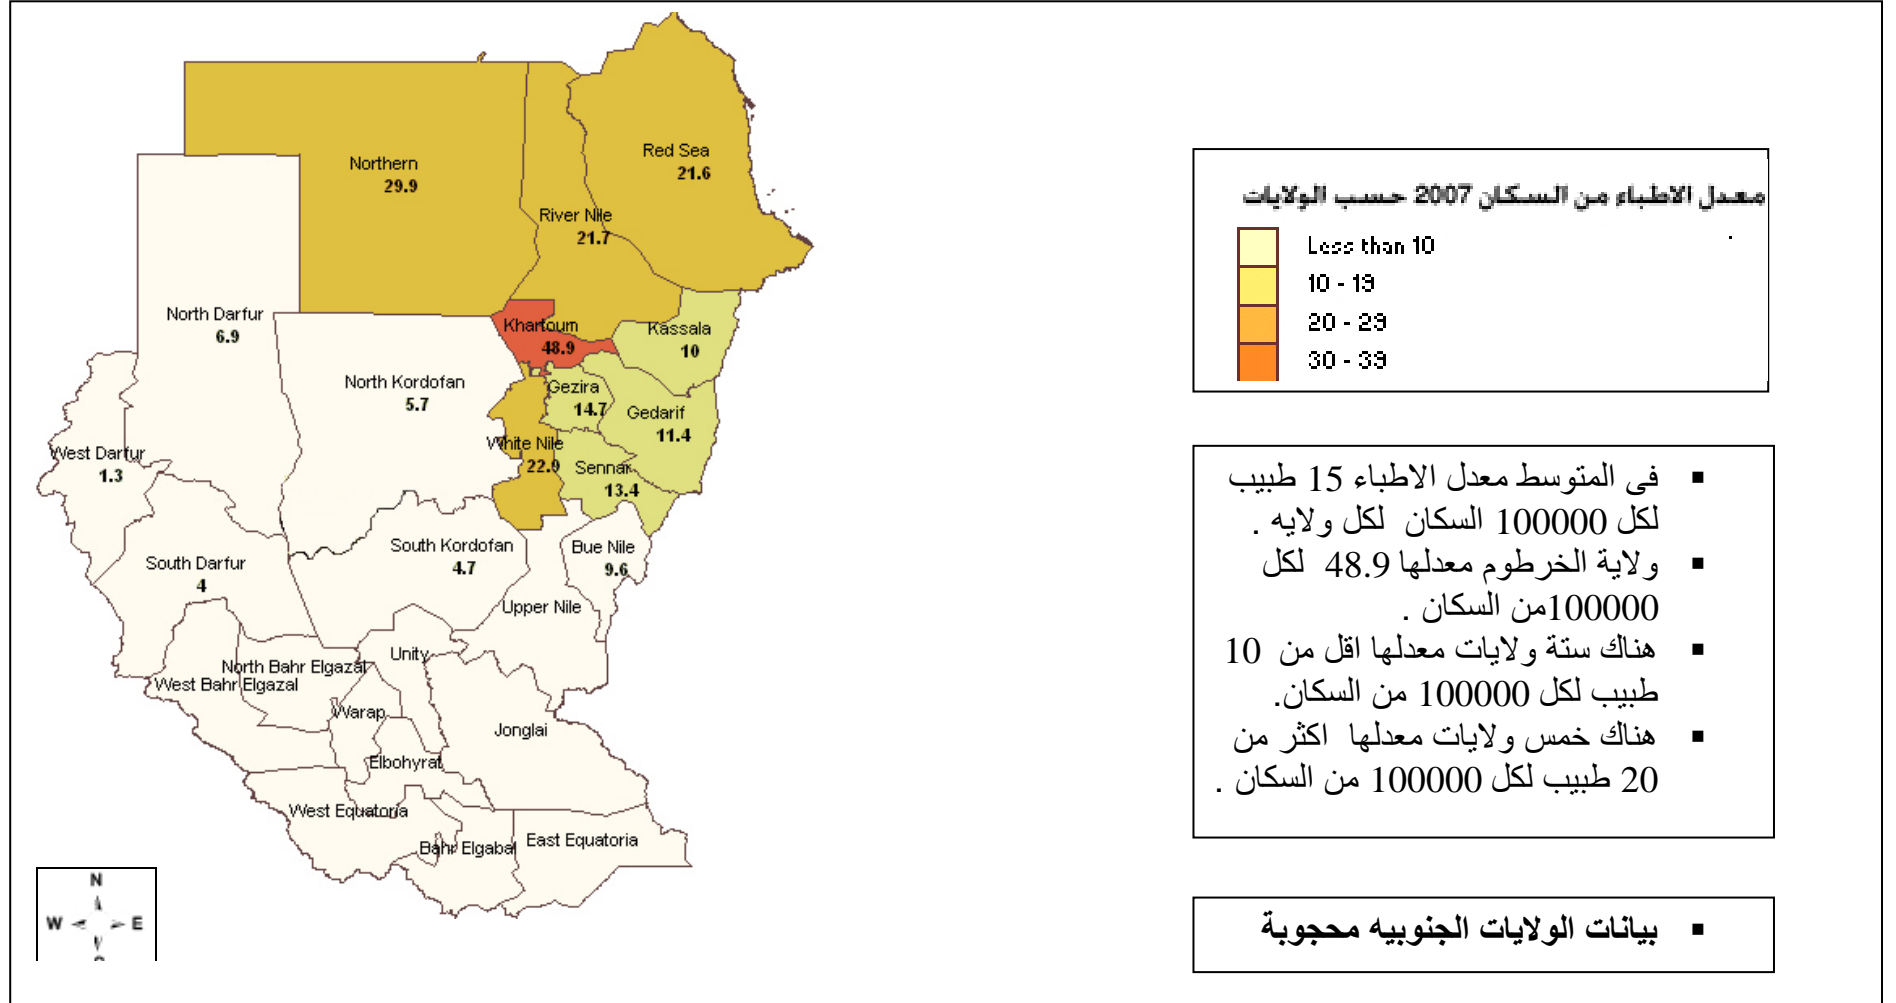 Northern
29.9
Red Sea
21.6
River Nile
21.7
North Darfur
6.9
Khartoum
48.9
Kassala
10
North Kordofan
5.7
Gezira
14.7
Gedarif
11.4
West Darfur
1.3
White Nile
22.9
Sennar
13.4
South Darfur
4
South Kordofan
4.7
Bue Nile
9.6
Upper Nile
Unity
North Bahr Elgazal
West Bahr Elgazal
Warap
Jonglai
Elbohyrat
West Equatoria
Bahr Elgabal
East Equatoria
N
W
E
معدل الاطباء من السكان 2007 حسب الولايات
Less than 10
10 - 19
20 - 29
30 - 39
▪ فى المتوسط معدل الاطباء 15 طبيب
لكل 100000 السكان لكل ولايه .
▪ ولاية الخرطوم معدلها 48.9 لكل
100000من السكان .
▪ هناك ستة ولايات معدلها اقل من 10
طبيب لكل 100000 من السكان.
▪ هناك خمس ولايات معدلها اكثر من
20 طبيب لكل 100000 من السكان .
▪ بيانات الولايات الجنوبيه محجوبة